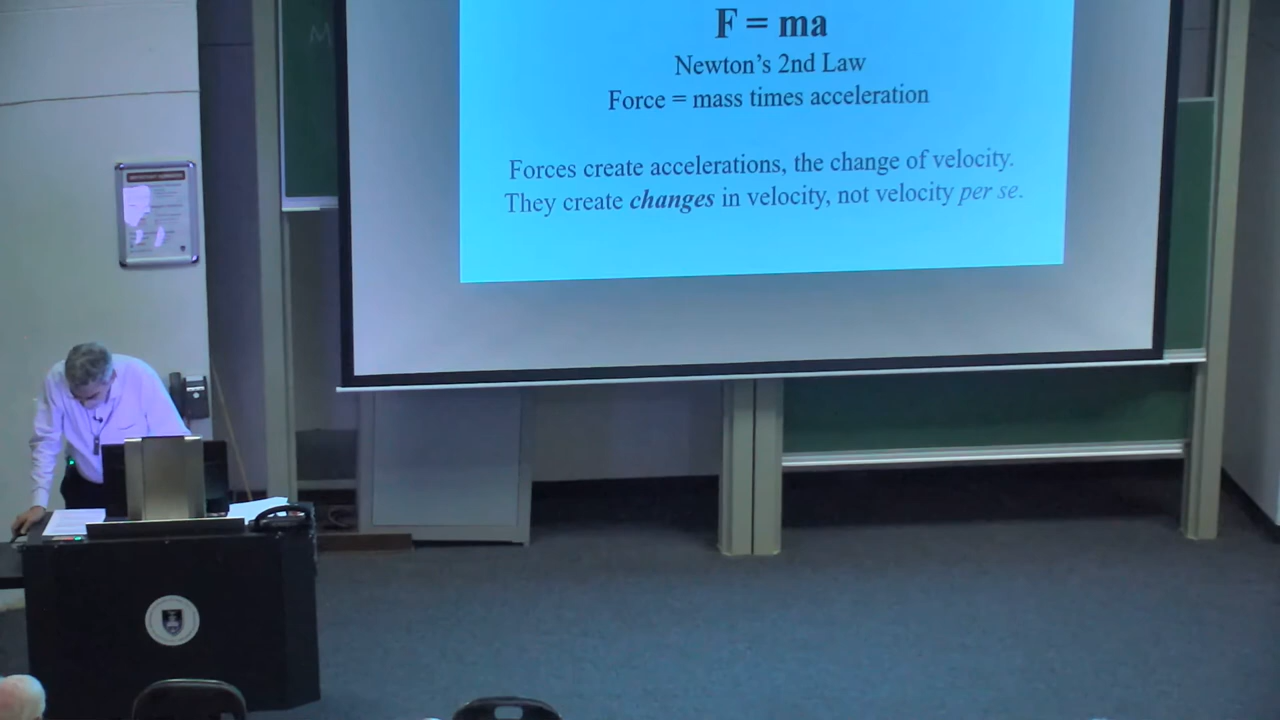 M
F = ma
Newton's 2nd Law
Force = mass times acceleration
Forces create accelerations, the change of velocity.
They create changes in velocity, not velocity per se.